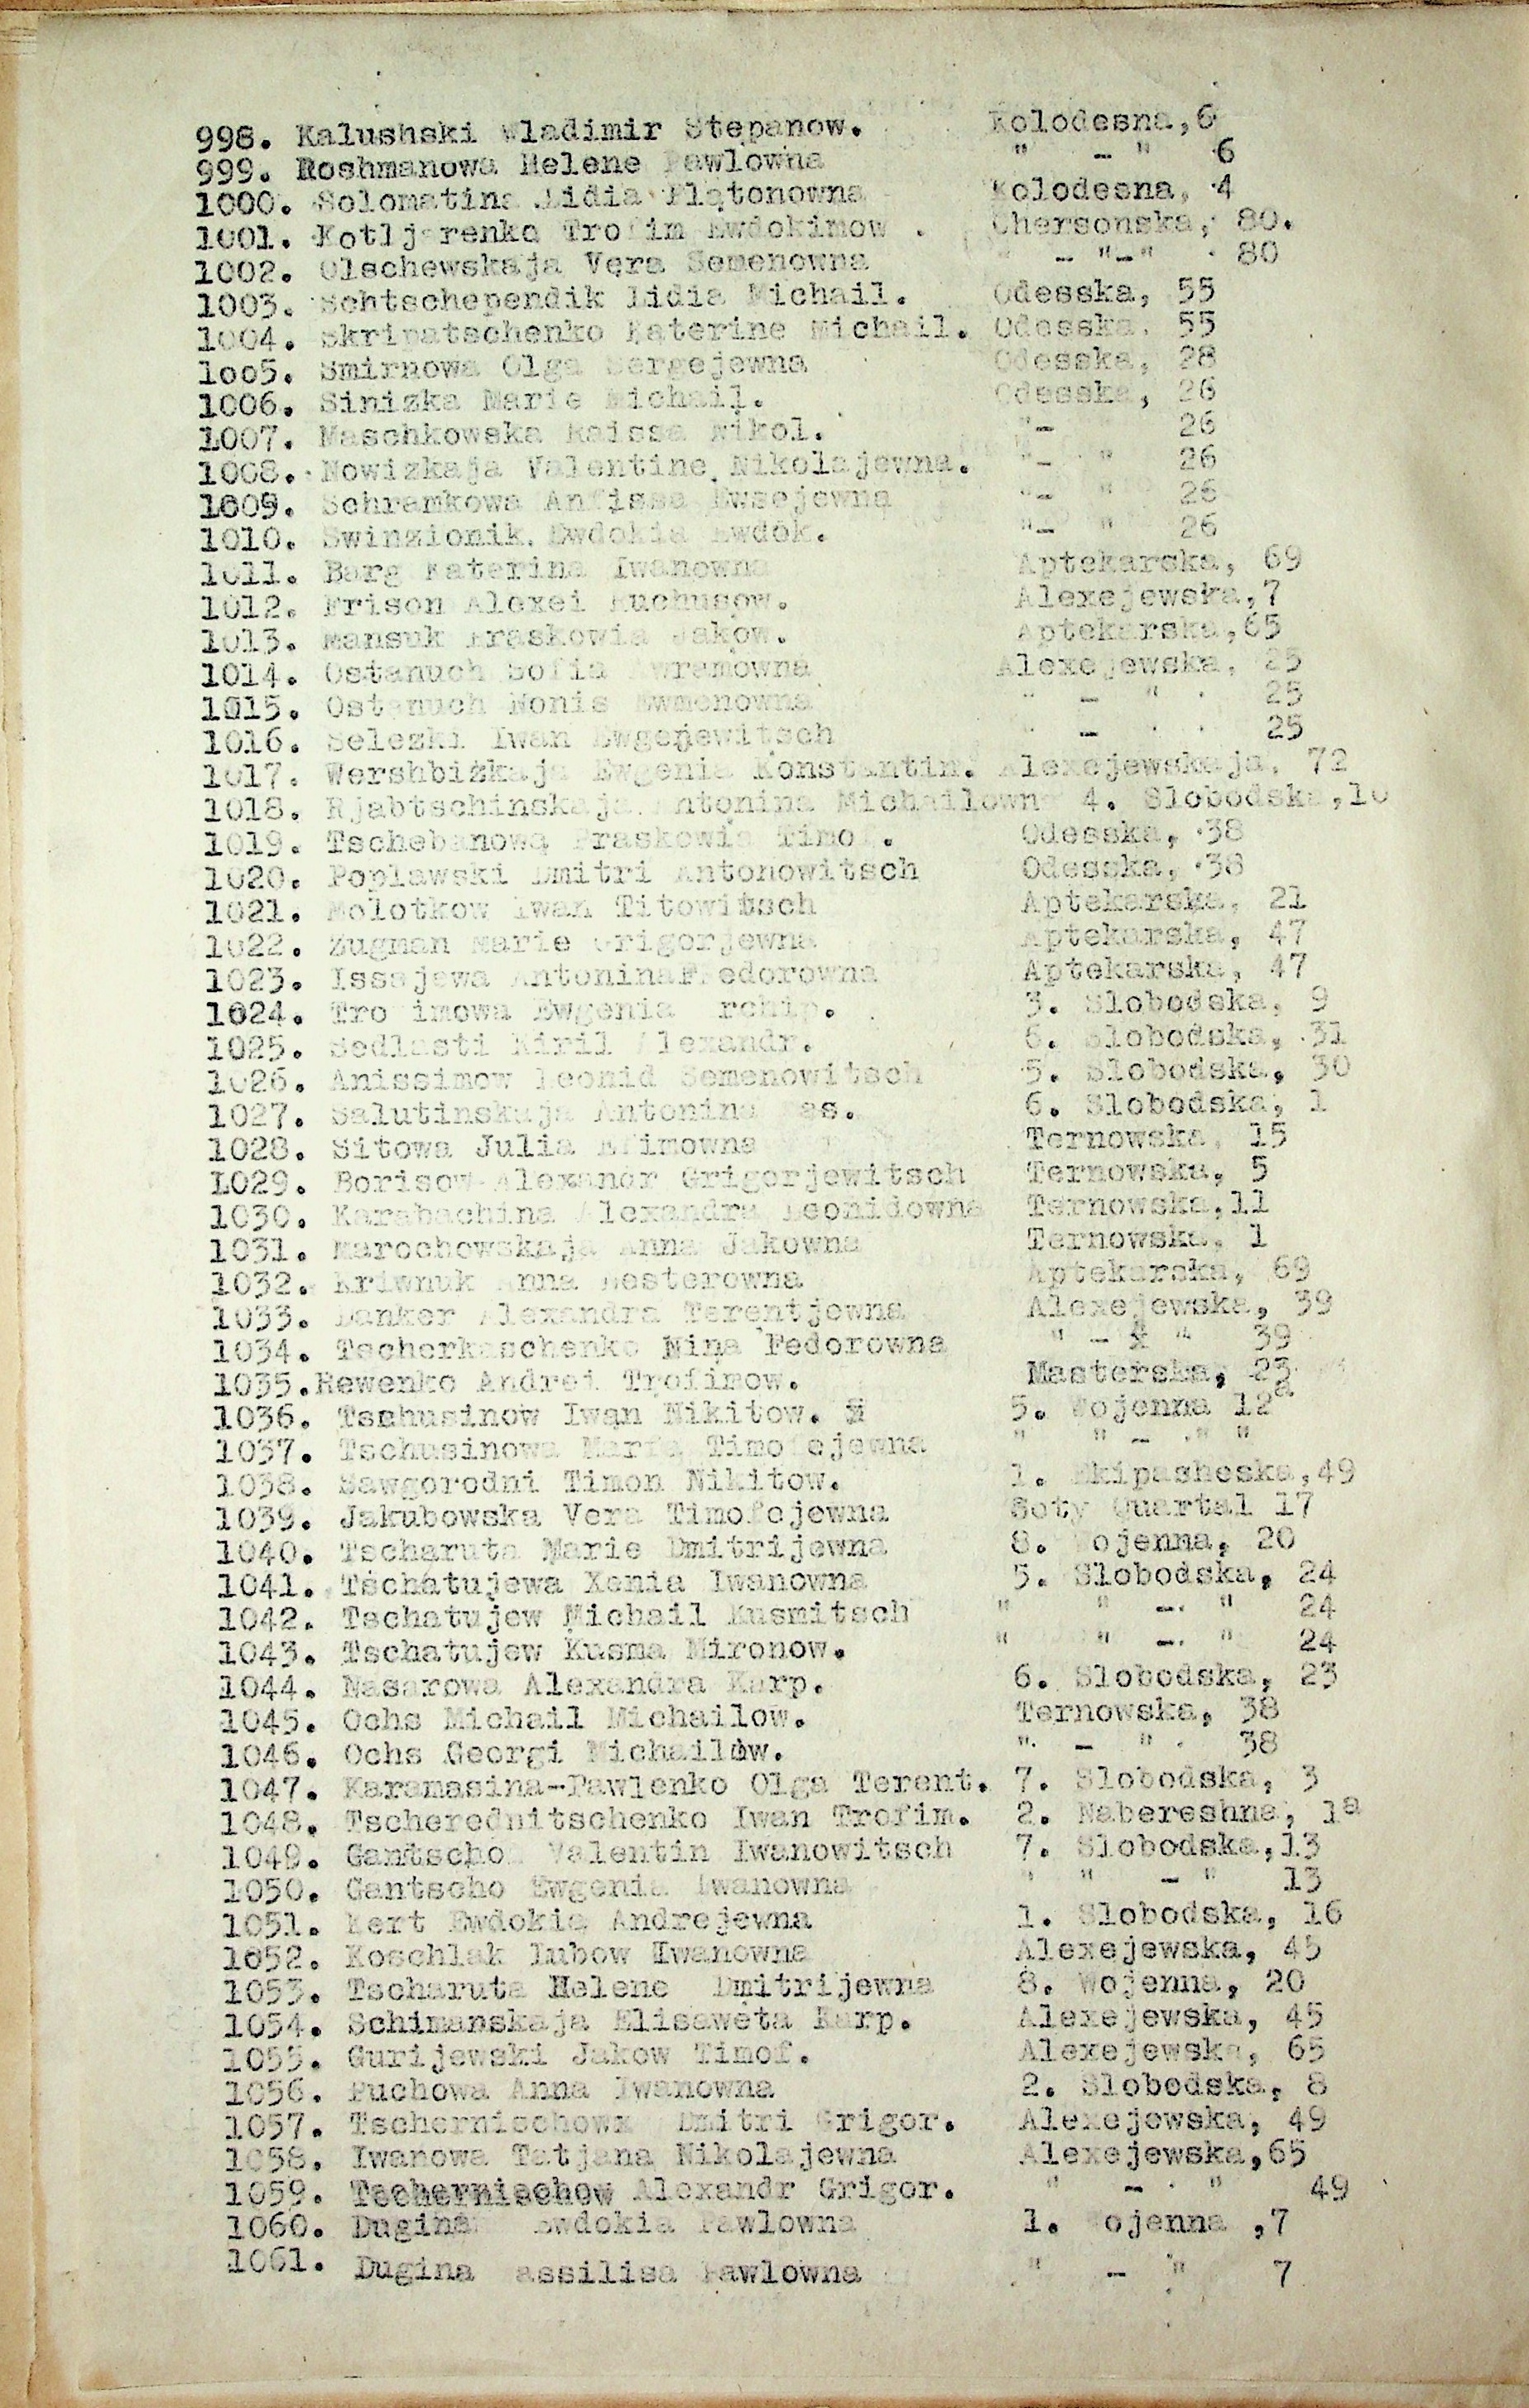 998. Kalushski Wladimir Stepanow. Kolodesna,6
999. Roshmanowa Helene Pawlowna " - " 6
1000. Solomatina Lidia Platonowna Kolodesna, 4
1001. Kotljarenko Trofim Ewdokimow . Chersonska, 80.
1002. Olschewskaja Vera Semenowna " - "-" 80
1003. Schtschependik Lidia Michail. Odesska, 55
1004. Skripatschenko Katerine Michail. Odesska, 55
1oo5. Smirnowa Olga Sergejewna Odesska, 28
1006. Sinizka Marie Michail. Odesska, 26
1007. Maschkowska Raissa Nikol. "- " 26
1008. Nowizkaja Valentine Nikolajewna. "- " 26
1009. Schramkowa Anfissa Ewsejewna "- " 26
1010. Swinzionik Ewdokia Ewdok. "- " 26
1011. Barg Katerina Iwanowna Aptekarska, 69
1012. Frison Alexei Kuchusow. Alexejewska,7
1013. Mansuk Praskowia Jakow. Aptekarska,65
1014. Ostanuch Sofia Awramowna Alexejewska, 25
1015. Ostanuch Nonis Awmenowna " - " 25
1016. Selezki Iwan Ewgenewitsch " - 25
1017. Wershbizkaja Ewgenia Konstantin. Alexejewskaja, 72
1018. Rjabtschinskaja Antonina Michailowna 4. Slobodska,10
1019. Tschebanowa Praskowia Timof. Odesska, 38
1020. Poplawski Dmitri Antonowitsch Odesska, 38
1021. Molotkow Iwan Titowitsch Aptekarska, 21
1022. Zugman Marie Grigorjewna Aptekarska, 47
1023. Issajewa Antonina Fedorowna Aptekarska, 47
1024. Trofimowa Ewgenia Archip. 3. Slobodska, 9
1025. Sedlasti Kiril Alexandr. 6. Slobodska, 31
1026. Anissimow Leonid Semenowitsch 5. Slobodska, 30
1027. Salutinskaja Antonina Was. 6. Slobodska, 1
1028. Sitowa Julia Efimowna Ternowska, 15
1029. Borisow Alexandr Grigorjewitsch Ternowska, 5
1030. Karabachina Alexandra Leonidowna Ternowska,11
1031. Marochowskaja Anna Jakowna Ternowska, 1
1032. Kriwnuk Anna Nesterowna Aptekarska, 69
1033. Danker Alexandra Terentjewna Alexejewska, 39
1034. Tscherkaschenko Nina Fedorowna " - " 39
1035.Rewenko Andrei Trofimow. Masterska, 23
1036. Tschusinow Iwan Nikitow. 5. Wojenna 12a
1037. Tschusinowa Maria Timofejewna " " - " "
1038. Sawgorodni Timon Nikitow. 1. Ekipasheska,49
1039. Jakubowska Vera Timofejewna Soty Quartal 17
1040. Tscharuta Marie Dmitrijewna 8. Wojenna, 20
1041. Tschatujewa Xenia Iwanowna 5. Slobodska, 24
1042. Tschatujew Michail Kusmitsch " " - " 24
1043. Tschatujew Kusma Mironow. " " - " 24
1044. Nasarowa Alexandra Karp. 6. Slobodska, 23
1045. Ochs Michail Michailow. Ternowska, 38
1046. Ochs Georgi Michailow. " - " 38
1047. Karamasina-Pawlenko Olga Terent. 7. Slobodska, 3
1048. Tscherednitschenko Iwan Trofim. 2. Nabereshna, 1a
1049. Gantscho Valentin Iwanowitsch 7. Slobodska,13
1050. Gantscho Ewgenia Iwanowna " " - " 13
1051. Kert Ewdokia Andrejewna 1. Slobodska, 16
1052. Koschlak Lubow Iwanowna Alexejewska, 45
1053. Tscharuta Helene Dmitrijewna 8. Wojenna, 20
1054. Schimanskaja Elisaweta Karp. Alexejewska, 45
1055. Gurijewski Jakow Timof. Alexejewska, 65
1056. Puchowa Anna Iwanowna 2. Slobodska, 8
1057. Tschernischow Dmitri Grigor. Alexejewska, 49
1058. Iwanowa Tatjana Nikolajewna Alexejewska,65
1059. Tschernischow Alexandr Grigor. " - " 49
1060. Dugina Ewdokia Pawlowna 1. Wojenna ,7
1061. Dugina Wassilisa Pawlowna " - " 7